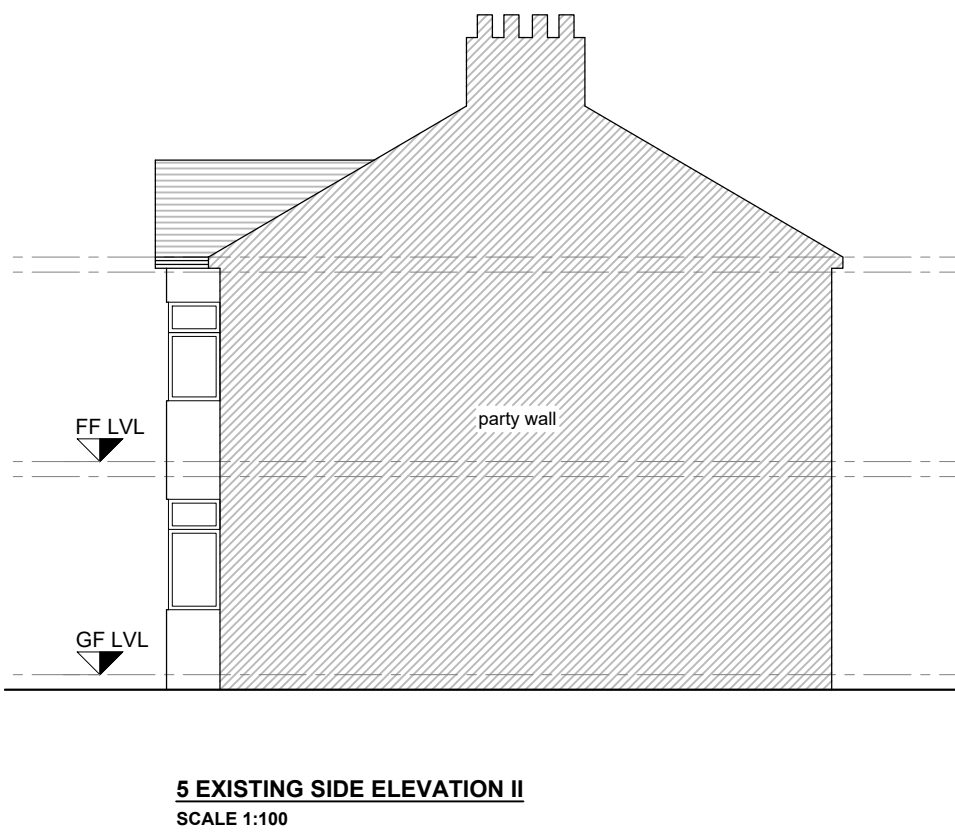 party wall
FF LVL
GF LVL
5 EXISTING SIDE ELEVATION II
SCALE 1:100